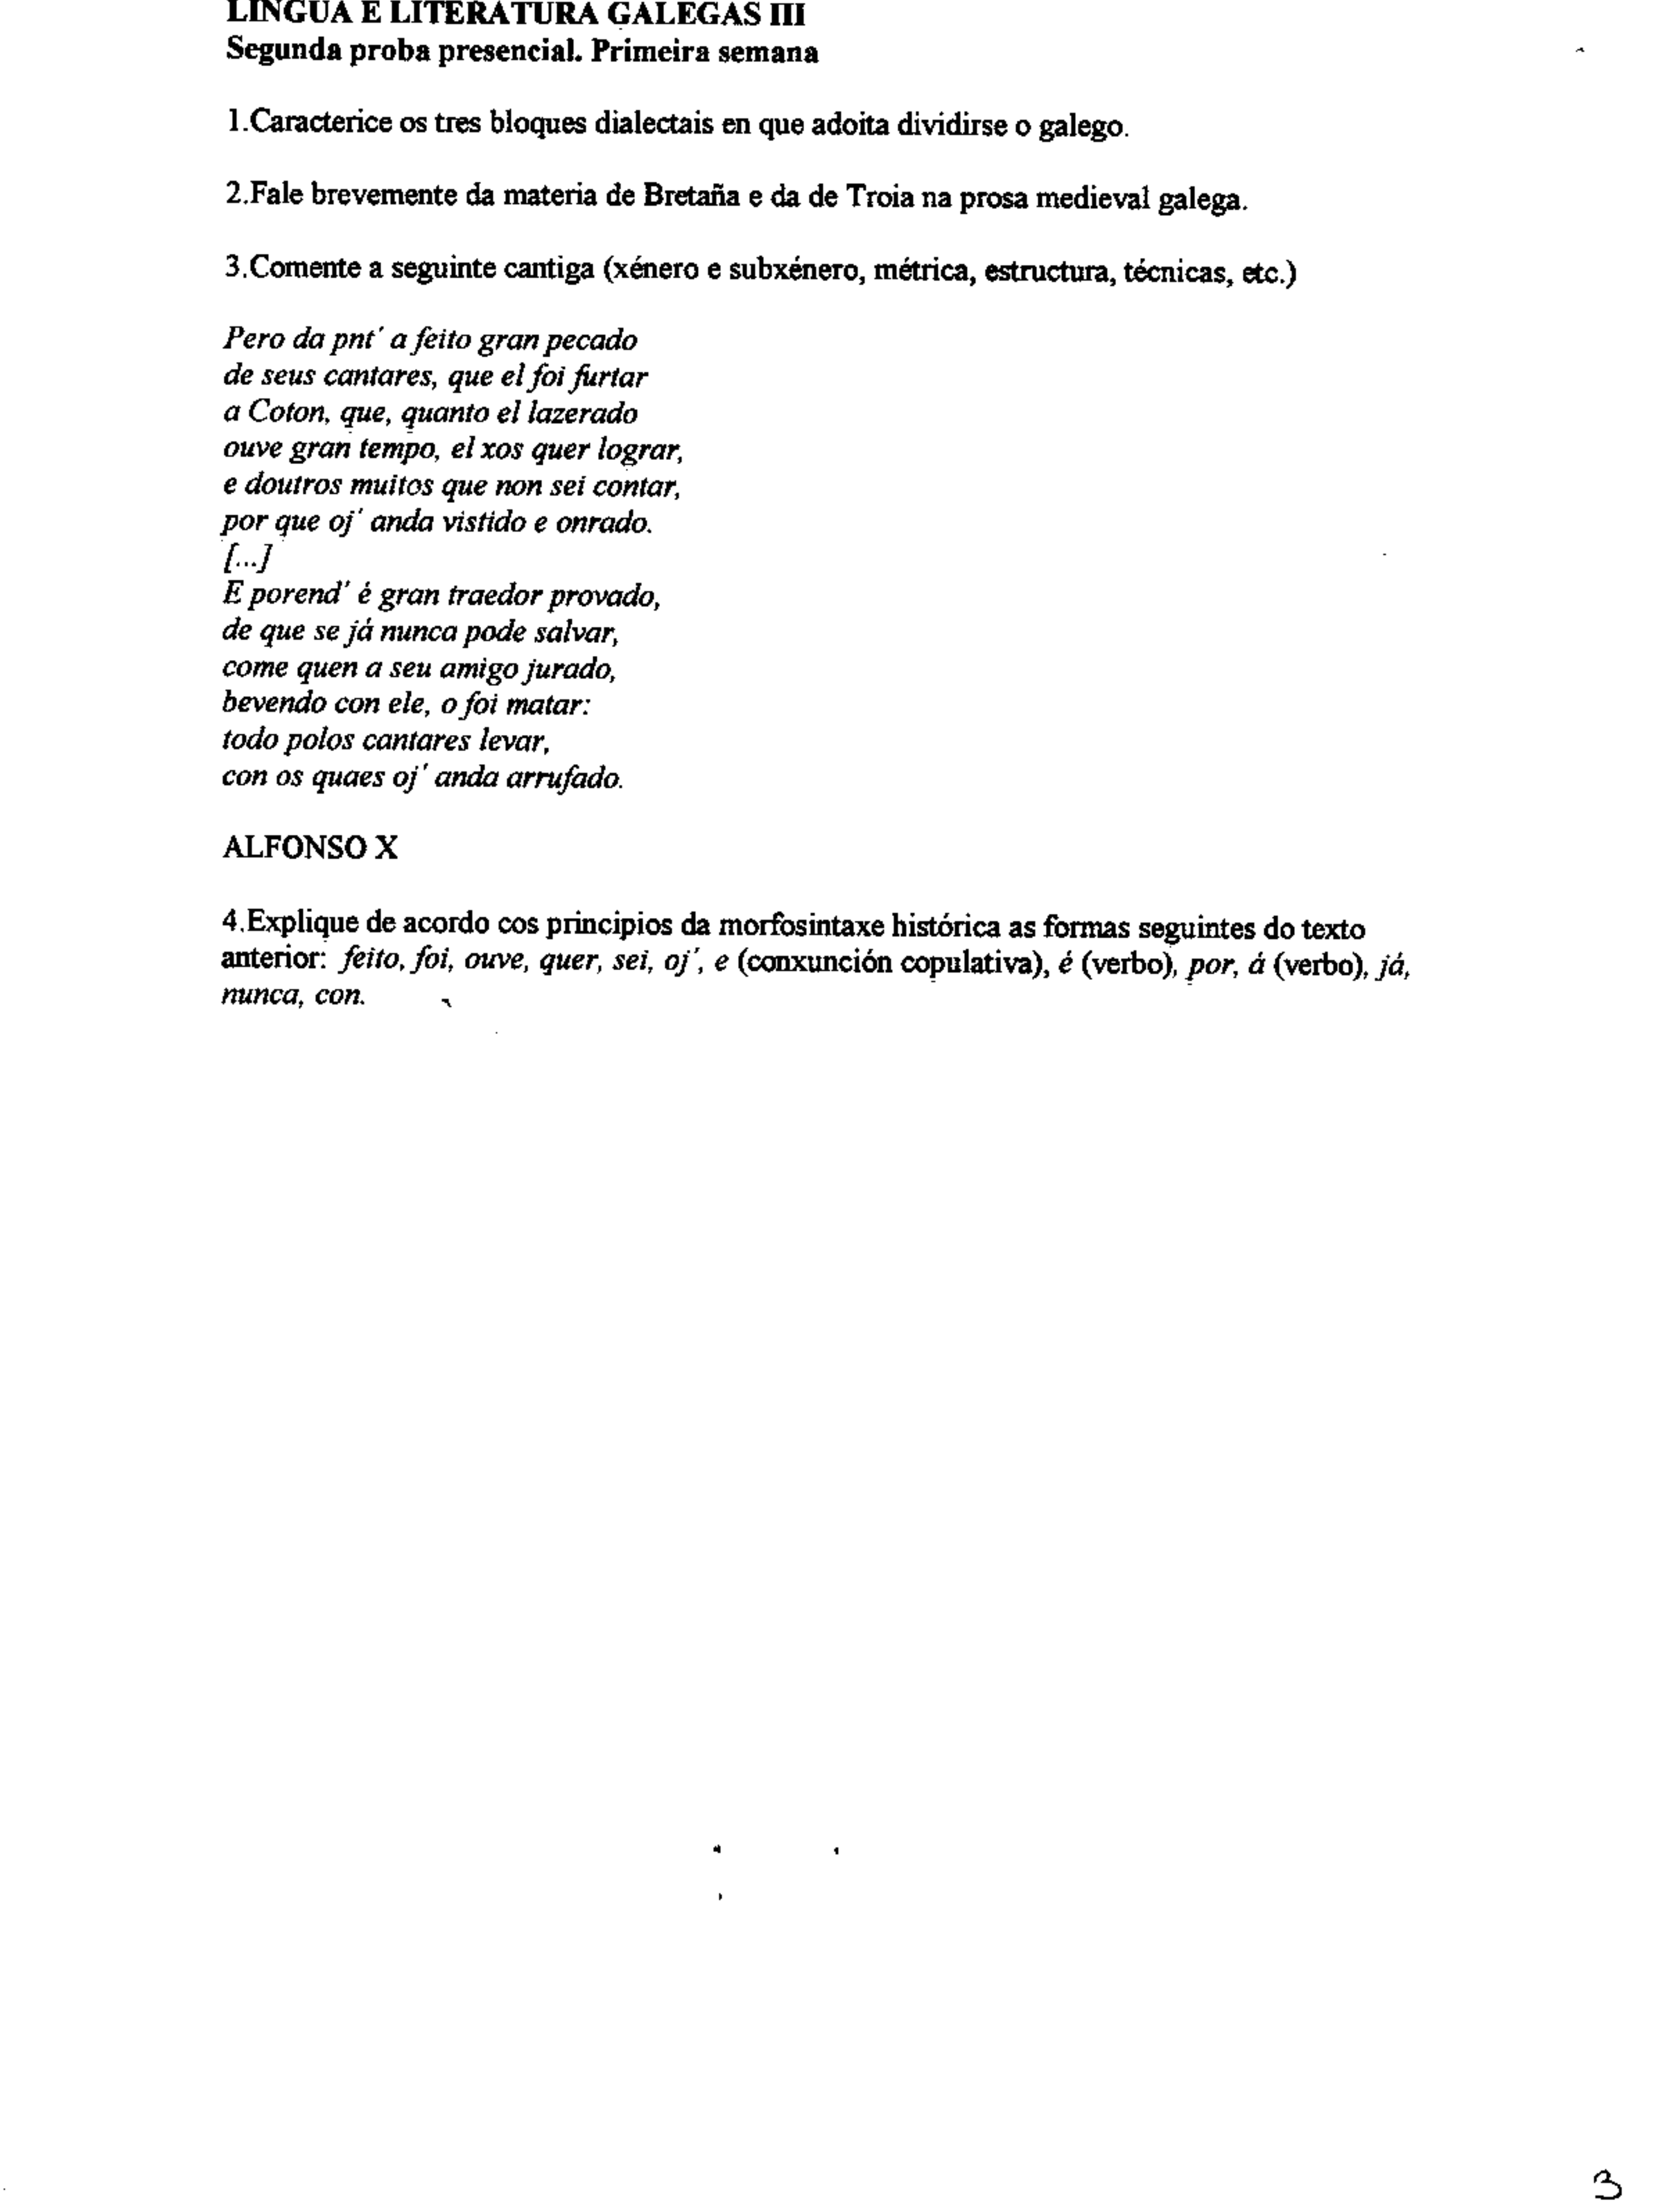 LINGUA E LITERATURA GALEGAS III
Segunda proba presencial. Primeira semana
1.Caracterice os tres bloques dialectais en que adoita dividirse o galego.
2.Fale brevemente da materia de Bretaña e da de Troia na prosa medieval galega.
3.Comente a seguinte cantiga (xénero e subxénero, métrica, estructura, técnicas, etc.)
Pero da pnt' a feito gran pecado
de seus cantares, que el foi furtar
a Coton, que, quanto el lazerado
ouve gran tempo, el xos quer lograr,
e doutros muitos que non sei contar,
por que oj' anda vistido e onrado.
[...]
E porend' é gran traedor provado,
de que se já nunca pode salvar,
come quen a seu amigo jurado,
bevendo con ele, o foi matar:
todo polos cantares levar,
con os quaes oj' anda arrufado.
ALFONSO X
4.Explique de acordo cos principios da morfosintaxe histórica as formas seguintes do texto
anterior: feito, foi, ouve, quer, sei, oj', e (conxunción copulativa), é (verbo), por, á (verbo), já,
nunca, con.
3